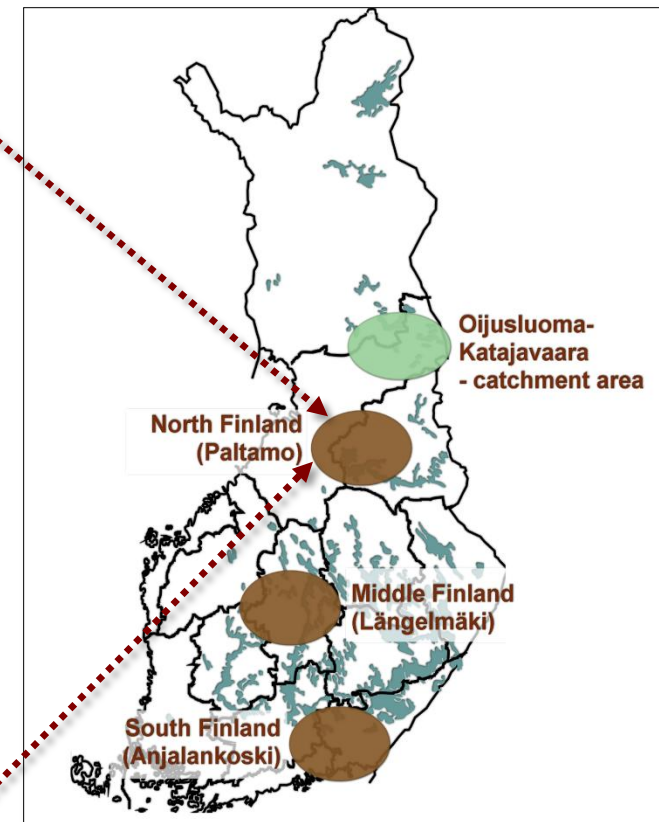 Oijusluoma-
Katajavaara
- catchment area
North Finland
(Paltamo)
Middle Finland
(Längelmäki)
South Finland
(Anjalankoski)